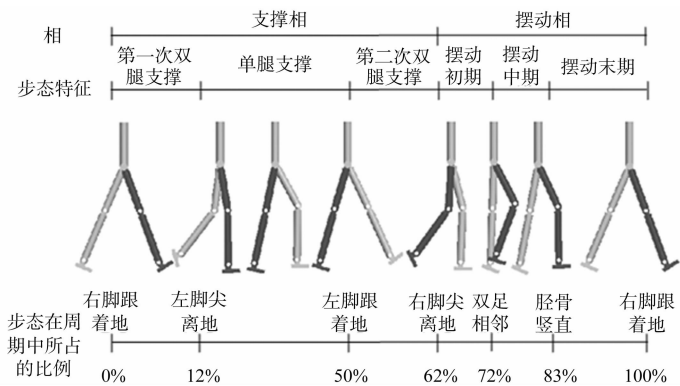 相
支撑相
摆动相
步态特征
第一次双
腿支撑
单腿支撑
第二次双
腿支撑
摆动
初期
摆动
中期
摆动末期
右脚跟
着地
左脚尖
离地
左脚跟
着地
右脚尖
离地
双足
相邻
胫骨
竖直
右脚跟
着地
步态在周
期中所占
的比例
0%
12%
50%
62%
72%
83%
100%